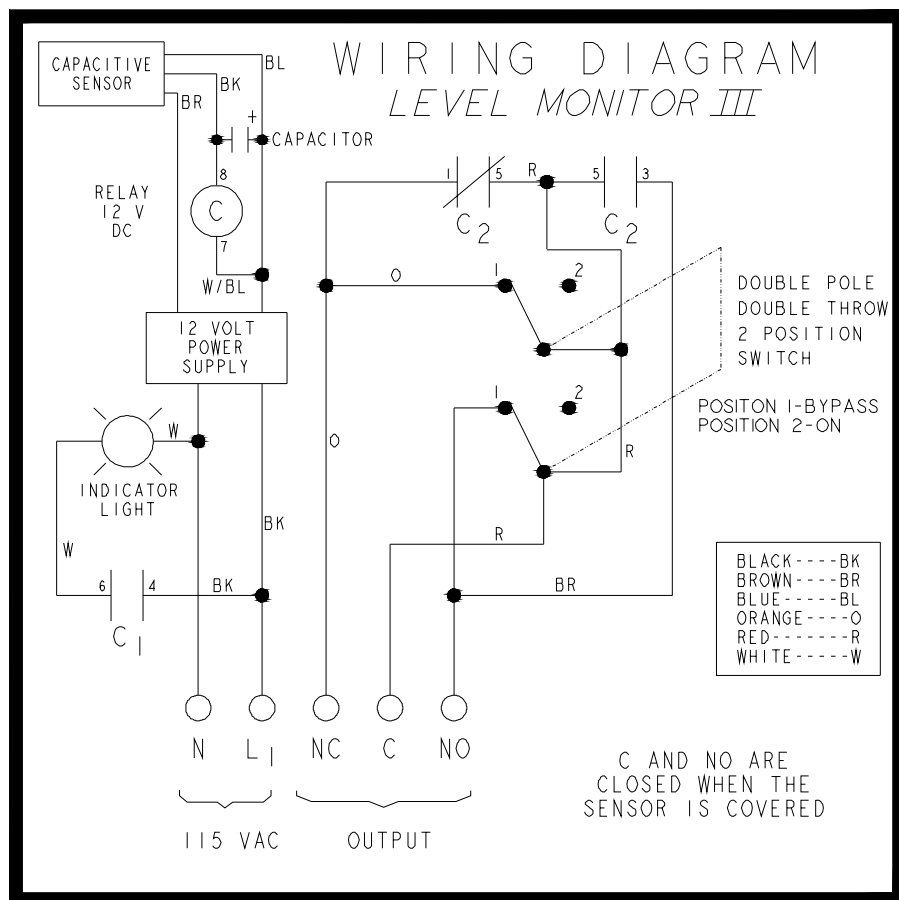 WIRING DIAGRAM
LEVEL MONITOR III
CAPACITIVE
SENSOR
BL
BK
BR
+
CAPACITOR
RELAY
12 V
DC
8
C
7
W/BL
1
5
R
5
3
C2
C2
O
1
2
DOUBLE POLE
DOUBLE THROW
2 POSITION
SWITCH
12 VOLT
POWER
SUPPLY
1
2
POSITON 1-BYPASS
POSITION 2-ON
W
O
R
INDICATOR
LIGHT
BK
R
W
6
4
BK
BR
C1
BLACK----BK
BROWN----BR
BLUE-----BL
ORANGE----O
RED-------R
WHITE-----W
N
L1
NC
C
NO
C AND NO ARE
CLOSED WHEN THE
SENSOR IS COVERED
115 VAC
OUTPUT